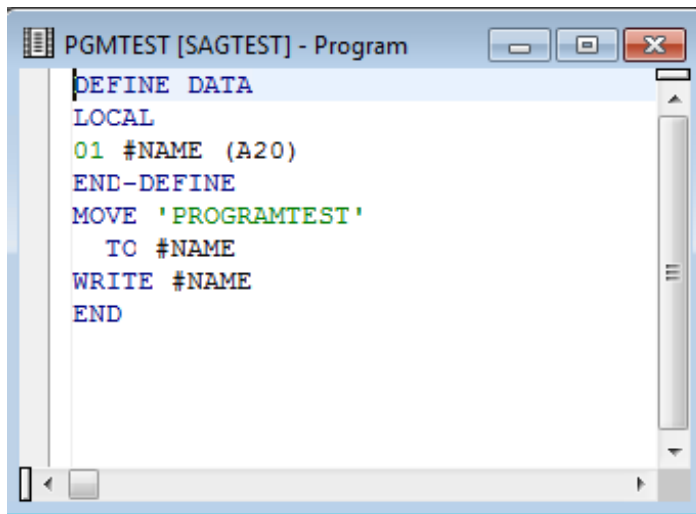 PGMTEST [SAGTEST] - Program
DEFINE DATA
LOCAL
01 #NAME (A20)
END-DEFINE
MOVE 'PROGRAMTEST'
TO #NAME
WRITE #NAME
END